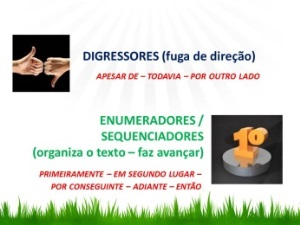 DIGRESSORES (fuga de direção)
APESAR DE – TODAVIA – POR OUTRO LADO
ENUMERADORES /
SEQUENCIADORES
(organiza o texto – faz avançar)
1º
PRIMEIRAMENTE – EM SEGUNDO LUGAR –
POR CONSEGUINTE – ADIANTE – ENTÃO